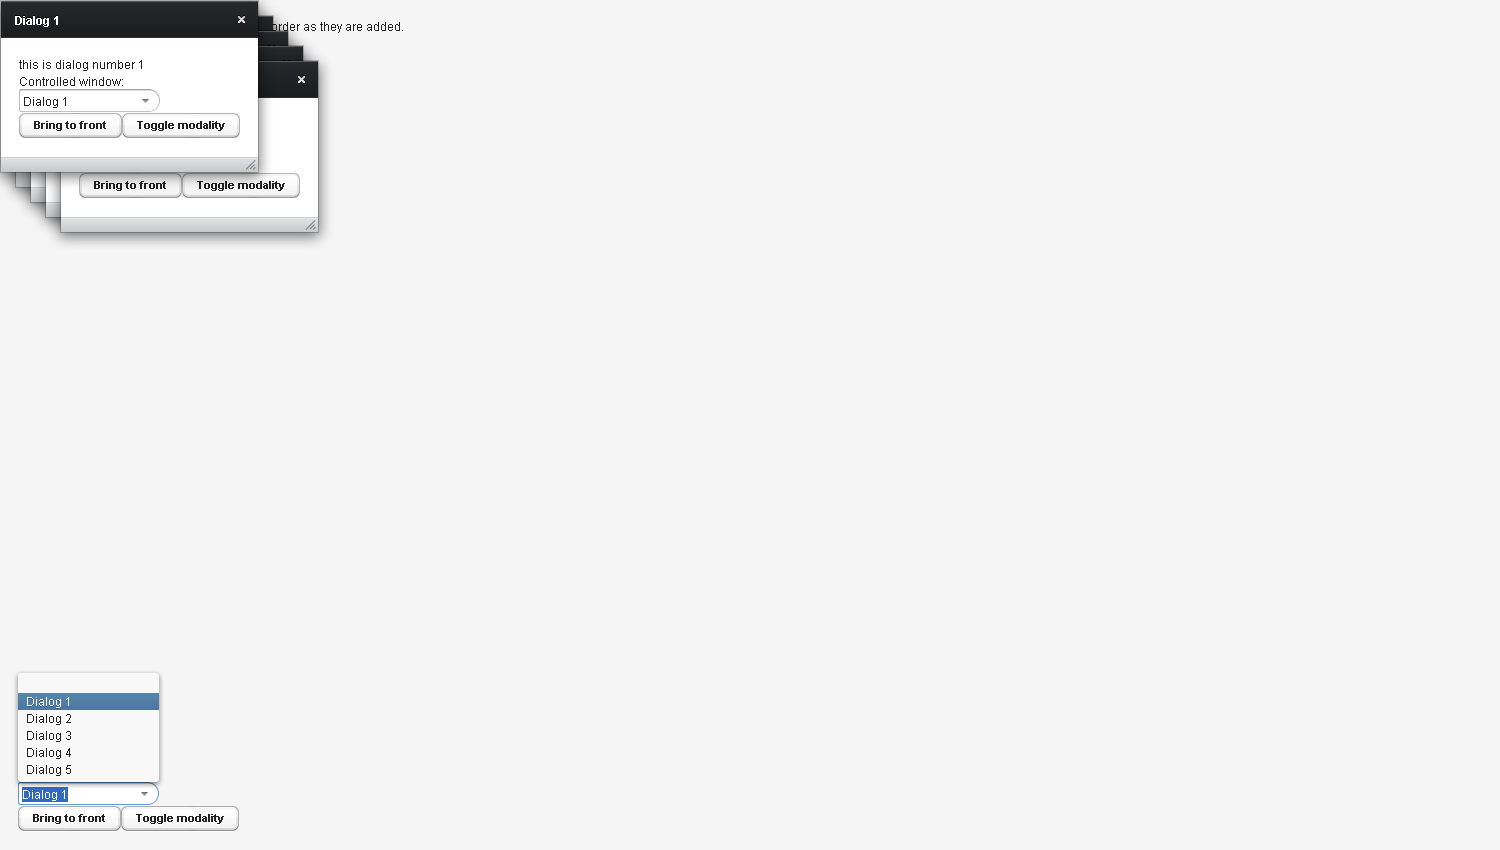 Dialog 1
order as they are added.
this is dialog number 1
Controlled window:
Dialog 1
Bring to front Toggle modality
Bring to front Toggle modality
Dialog 1
Dialog 2
Dialog 3
Dialog 4
Dialog 5
Dialog 1
Bring to front Toggle modality